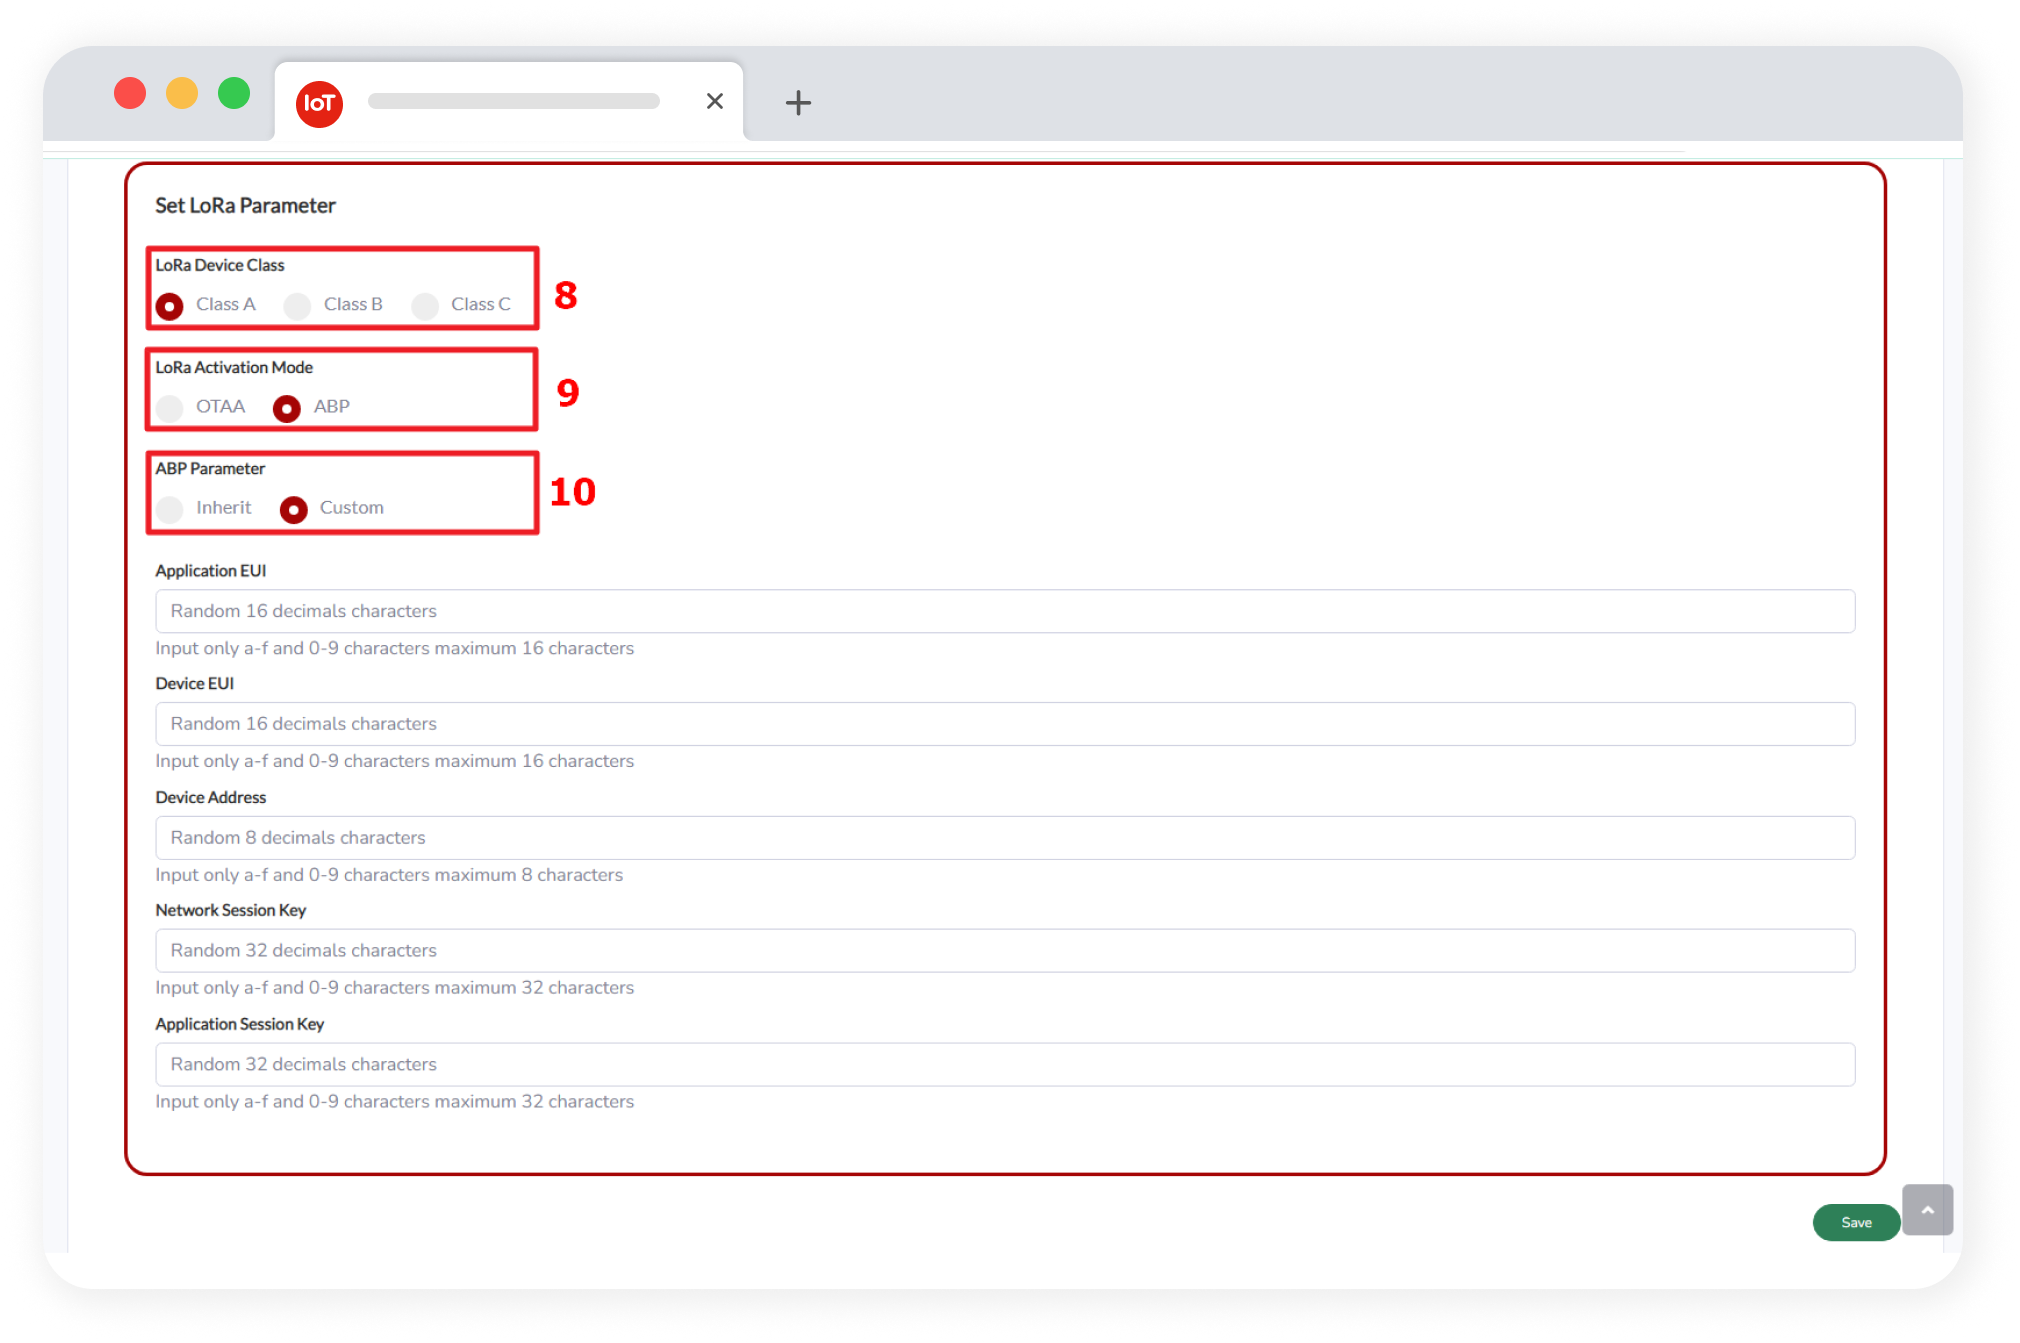 IoT
Set LoRa Parameter
LoRa Device Class
Class A Class B Class C
8
LoRa Activation Mode
OTAA ABP
9
ABP Parameter
Inherit Custom
10
Application EUI
Random 16 decimals characters
Input only a-f and 0-9 characters maximum 16 characters
Device EUI
Random 16 decimals characters
Input only a-f and 0-9 characters maximum 16 characters
Device Address
Random 8 decimals characters
Input only a-f and 0-9 characters maximum 8 characters
Network Session Key
Random 32 decimals characters
Input only a-f and 0-9 characters maximum 32 characters
Application Session Key
Random 32 decimals characters
Input only a-f and 0-9 characters maximum 32 characters
Save